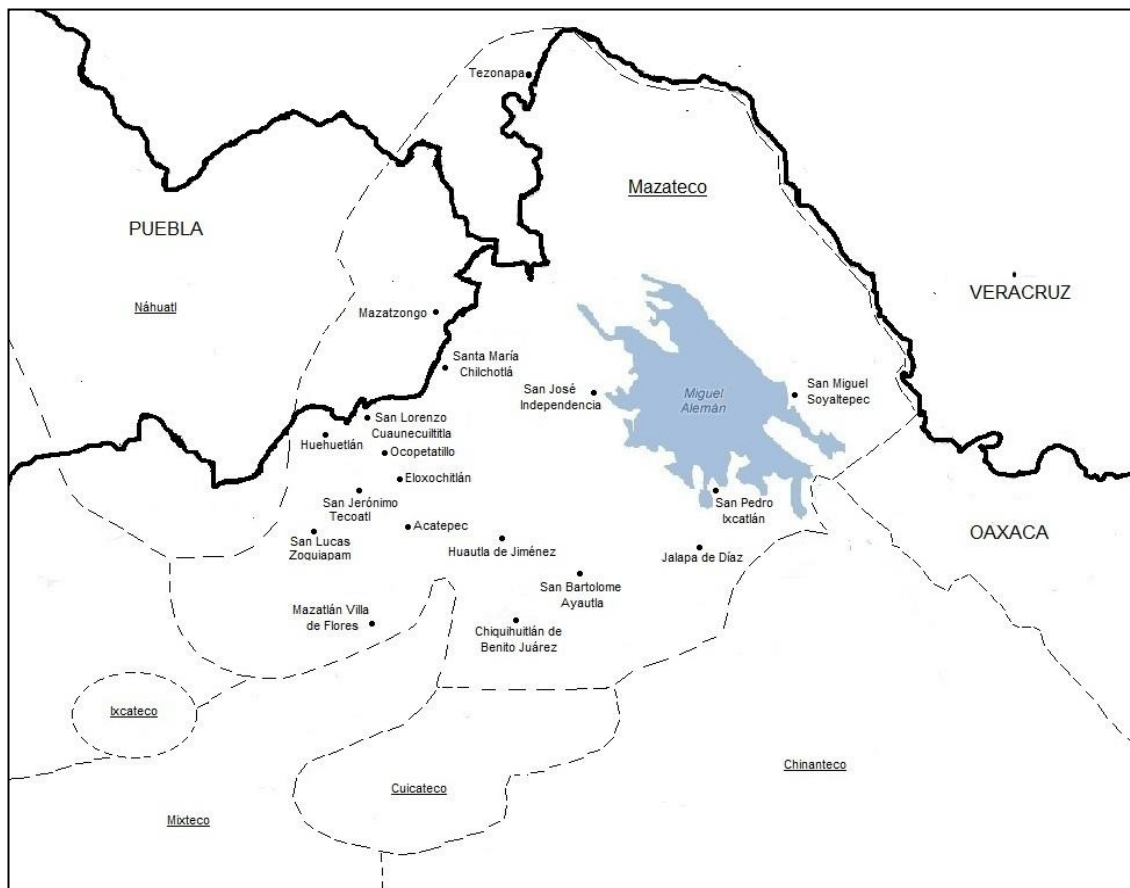 Tezonapa
Mazateco
PUEBLA
VERACRUZ
Náhuatl
Mazatzongo
Santa María
Chilchotlá
San José
Independencia
Miguel
Alemán
San Miguel
Soyaltepec
San Lorenzo
Cuaunecuiltitla
Huehuetlán
Ocopetatillo
Eloxochitlán
San Jerónimo
Tecoatl
San Pedro
Ixcatlán
Acatepec
San Lucas
Zoquiapam
Huautla de Jiménez
Jalapa de Díaz
OAXACA
San Bartolome
Ayautla
Mazatlán Villa
de Flores
Chiquihuitlán de
Benito Juárez
Ixcateco
Cuicateco
Chinanteco
Mixteco